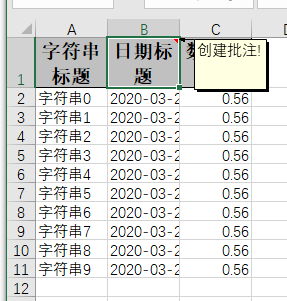 A B C
字符串 日期标 数
标题 题
创建批注!
1
2 字符串0 2020-03-2 0.56
3 字符串1 2020-03-2 0.56
4 字符串2 2020-03-2 0.56
5 字符串3 2020-03-2 0.56
6 字符串4 2020-03-2 0.56
7 字符串5 2020-03-2 0.56
8 字符串6 2020-03-2 0.56
9 字符串7 2020-03-2 0.56
10 字符串8 2020-03-2 0.56
11 字符串9 2020-03-2 0.56
12